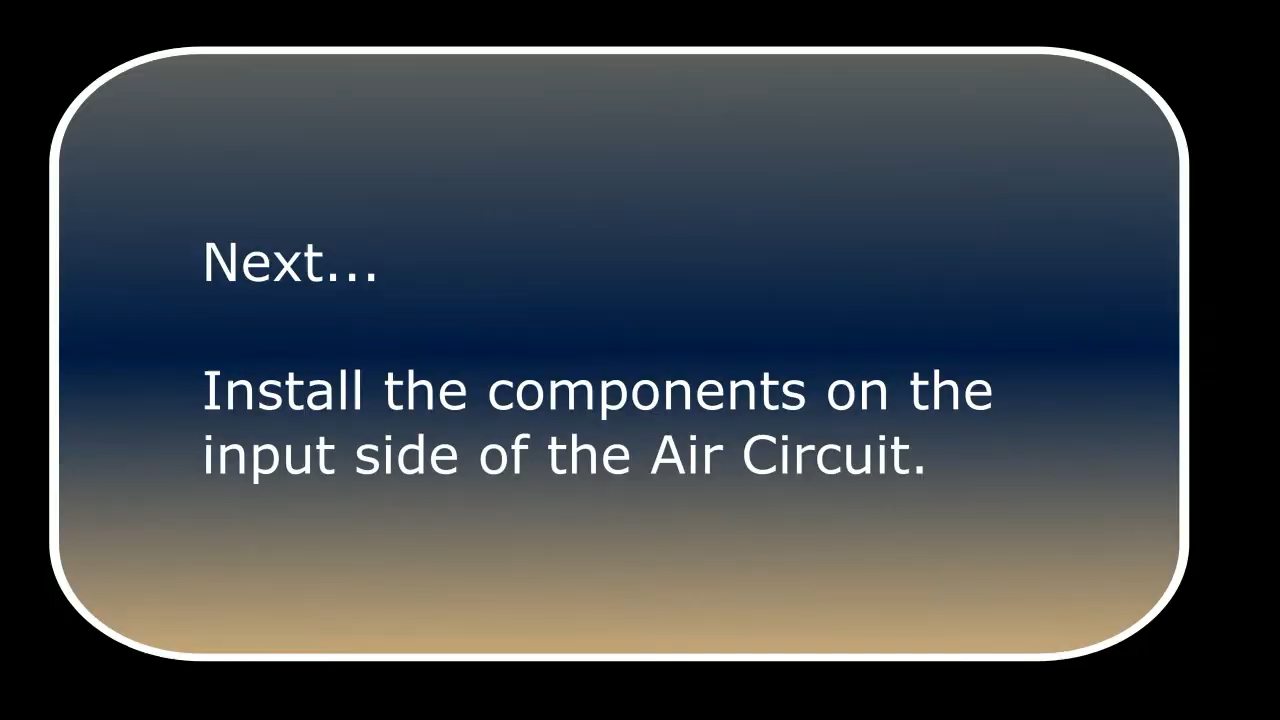 Next...
Install the components on the
input side of the Air Circuit.